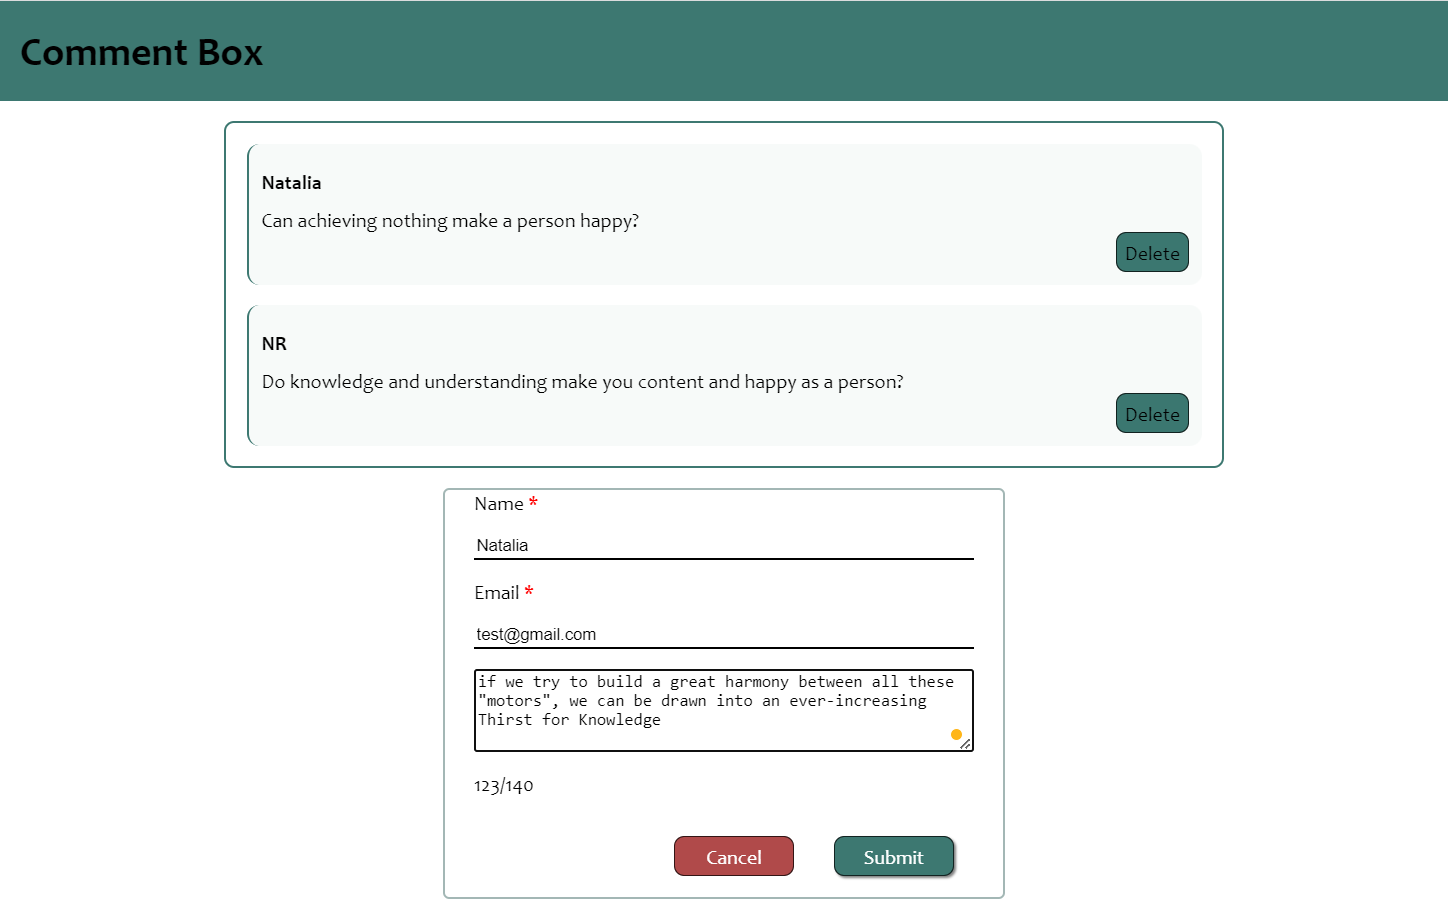 Comment Box
Natalia
Can achieving nothing make a person happy?
Delete
NR
Do knowledge and understanding make you content and happy as a person?
Delete
Name *
Natalia
Email *
test@gmail.com
if we try to build a great harmony between all these
"motors", we can be drawn into an ever-increasing
Thirst for Knowledge
123/140
Cancel
Submit